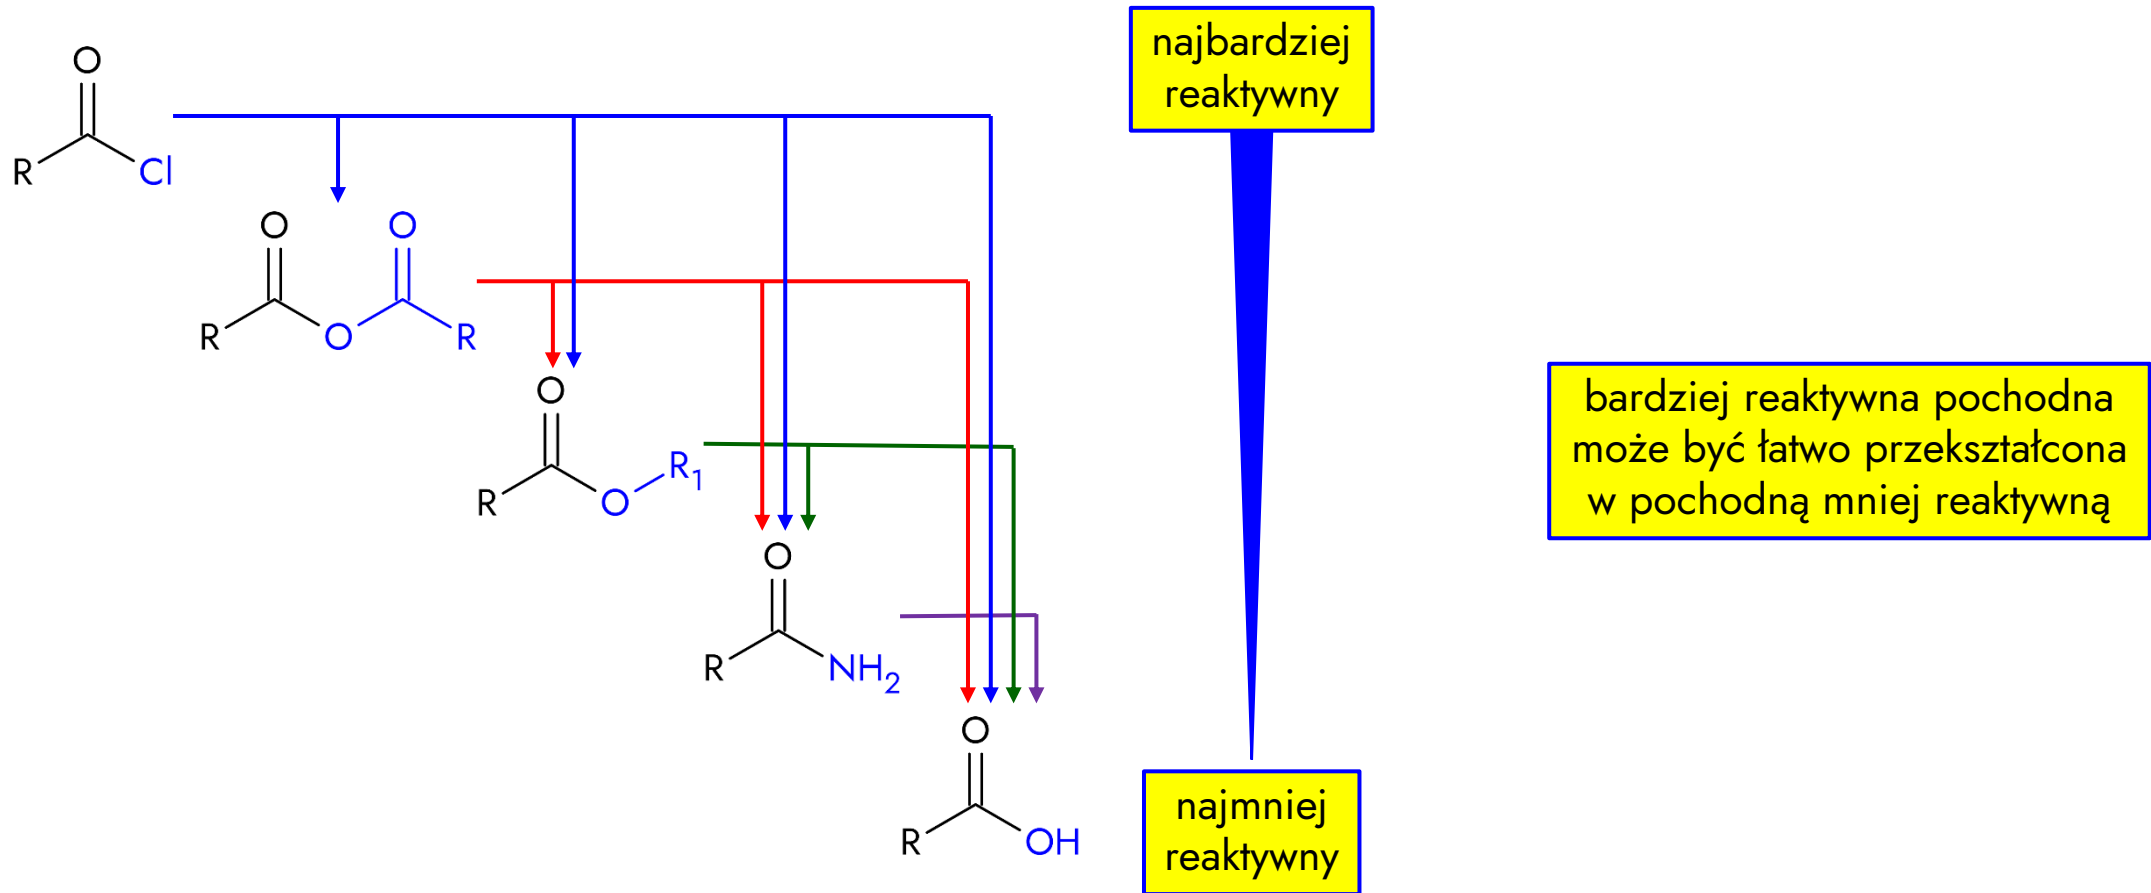 najbardziej
reaktywny
O
R
Cl
O
O
R
O
R
bardziej reaktywna pochodna
może być łatwo przekształcona
w pochodną mniej reaktywną
O
R
O
R1
O
R
NH2
O
R
OH
najmniej
reaktywny